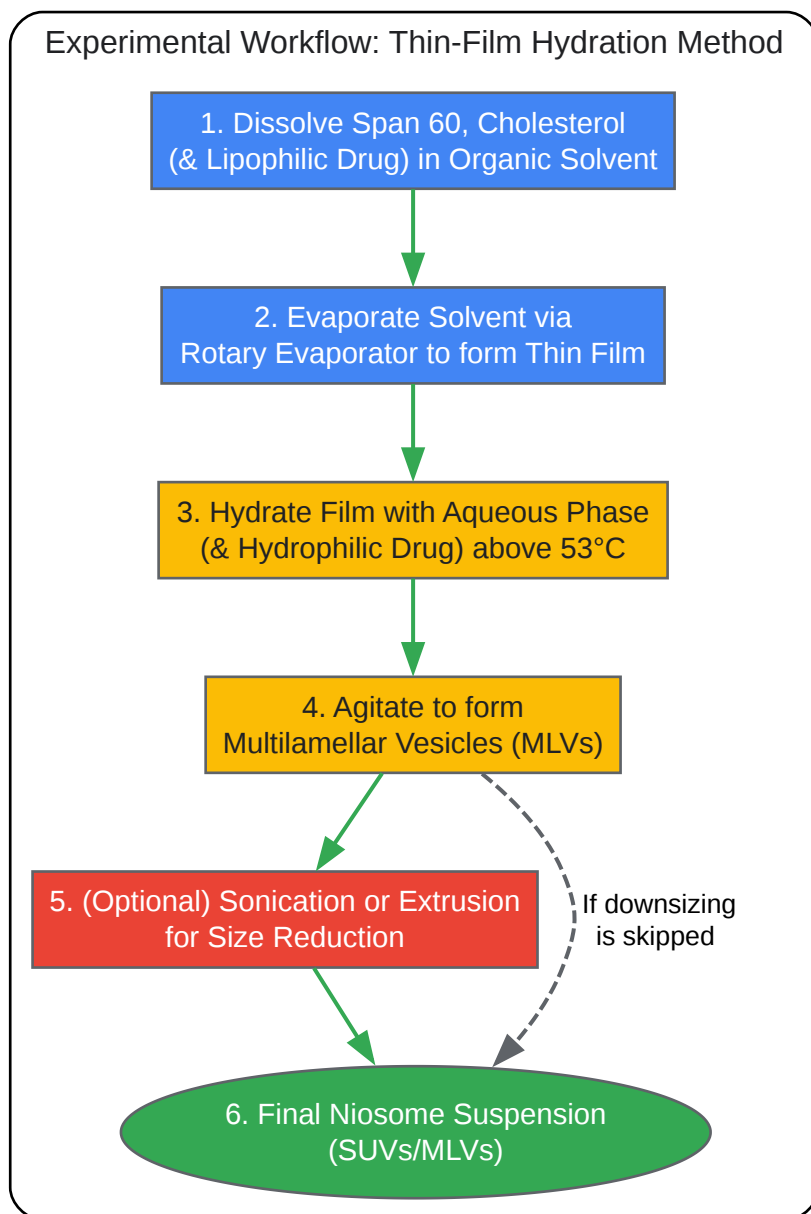 Experimental Workflow: Thin-Film Hydration Method
1. Dissolve Span 60, Cholesterol
(& Lipophilic Drug) in Organic Solvent
2. Evaporate Solvent via
Rotary Evaporator to form Thin Film
3. Hydrate Film with Aqueous Phase
(& Hydrophilic Drug) above 53°C
4. Agitate to form
Multilamellar Vesicles (MLVs)
5. (Optional) Sonication or Extrusion
for Size Reduction
If downsizing
is skipped
6. Final Niosome Suspension
(SUVs/MLVs)